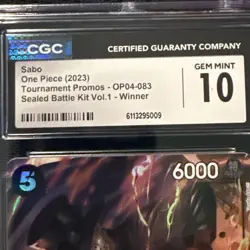 CGC
CERTIFIED GUARANTY COMPANY
Sabo
One Piece (2023)
Tournament Promos - OP04-083
Sealed Battle Kit Vol.1 - Winner
GEM MINT
10
6113295009
5
6000